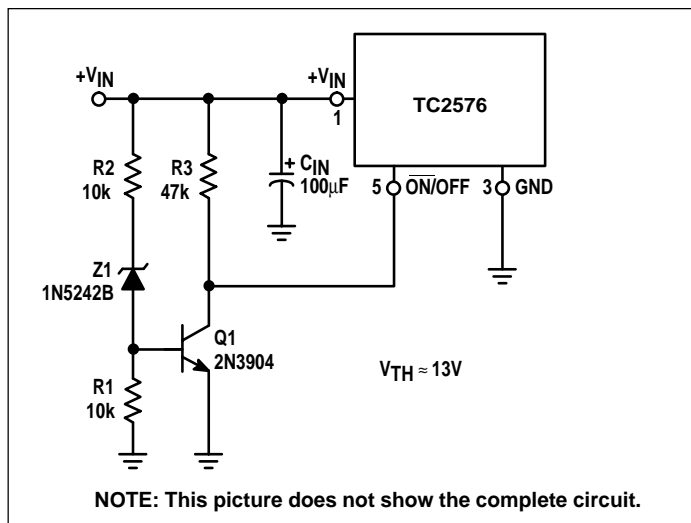 +VIN
+VIN
1
TC2576
R2
10k
R3
47k
+ CIN
100µF
5 ON/OFF
3 GND
Z1
1N5242B
Q1
2N3904
VTH ≈ 13V
R1
10k
NOTE: This picture does not show the complete circuit.